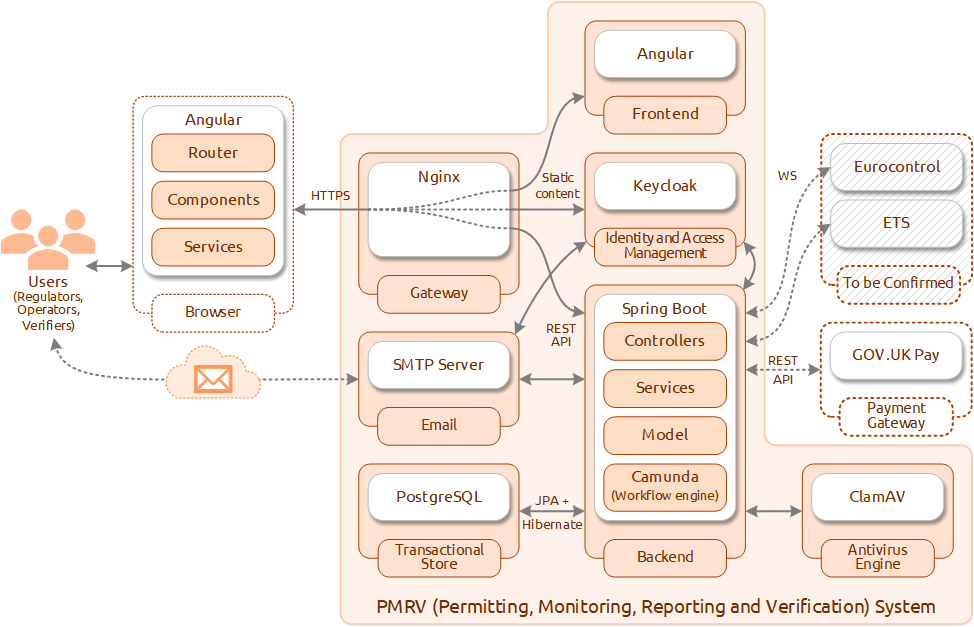 Users
(Regulators,
Operators,
Verifiers)
Angular
Router
Components
Services
Browser
HTTPS
Nginx
Gateway
SMTP Server
Email
PostgreSQL
Transactional
Store
Static
content
REST
API
JPA +
Hibernate
Angular
Frontend
Keycloak
Identity and Access
Management
Spring Boot
Controllers
Services
Model
Camunda
(Workflow engine)
Backend
WS
REST
API
Eurocontrol
ETS
To be Confirmed
GOV.UK Pay
Payment
Gateway
ClamAV
Antivirus
Engine
PMRV (Permitting, Monitoring, Reporting and Verification) System